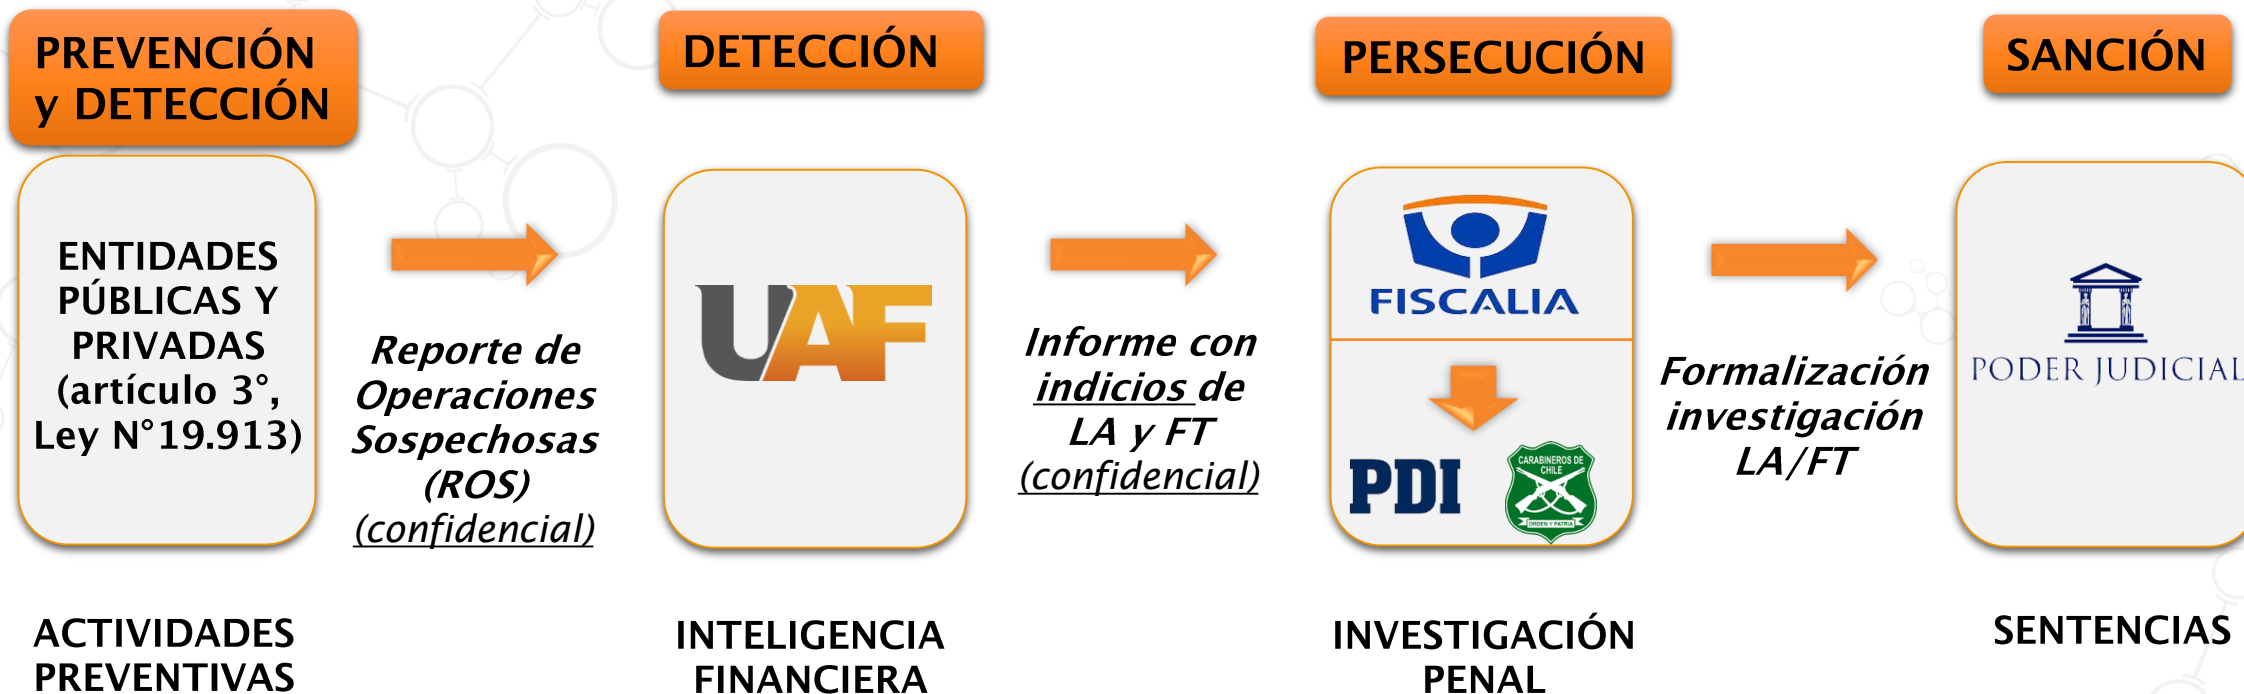 PREVENCIÓN
y DETECCIÓN
ENTIDADES
PÚBLICAS Y
PRIVADAS
(artículo 3°,
Ley N°19.913)
ACTIVIDADES
PREVENTIVAS
Reporte de
Operaciones
Sospechosas
(ROS)
(confidencial)
DETECCIÓN
UAF
INTELIGENCIA
FINANCIERA
Informe con
indicios de
LA y FT
(confidencial)
PERSECUCIÓN
FISCALIA
PDI
CARABINEROS DE
CHILE
ORDEN Y PATRIA
INVESTIGACIÓN
PENAL
Formalización
investigación
LA/FT
SANCIÓN
PODER JUDICIAL
SENTENCIAS